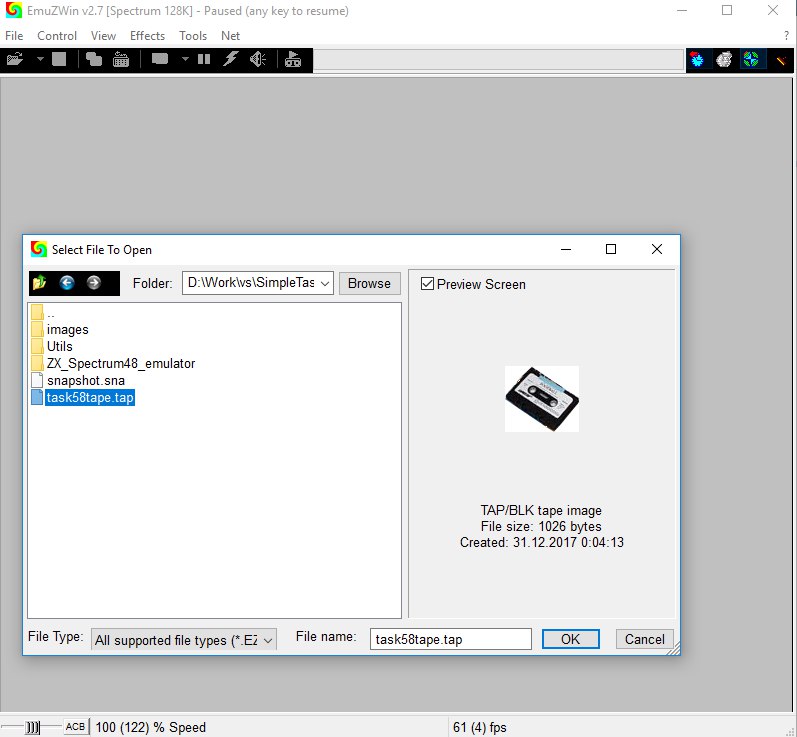 EmuZWin v2.7 [Spectrum 128K] - Paused (any key to resume)
File Control View Effects Tools Net ?
Select File To Open
Folder: D:\Work\vs\SimpleTas Browse
Preview Screen
..
images
Utils
ZX_Spectrum48_emulator
snapshot.sna
task58tape.tap
TAP/BLK tape image
File size: 1026 bytes
Created: 31.12.2017 0:04:13
File Type: All supported file types (*.EZ File name: task58tape.tap OK Cancel
ACB 100 (122) % Speed 61 (4) fps